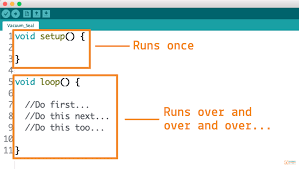 Vacuum_Seal
1 void setup() {
2
3 }
4
5 void loop() {
6
7 //Do first...
8 //Do this next...
9 //Do this too...
10
11 }
Runs once
Runs over and
over and over...